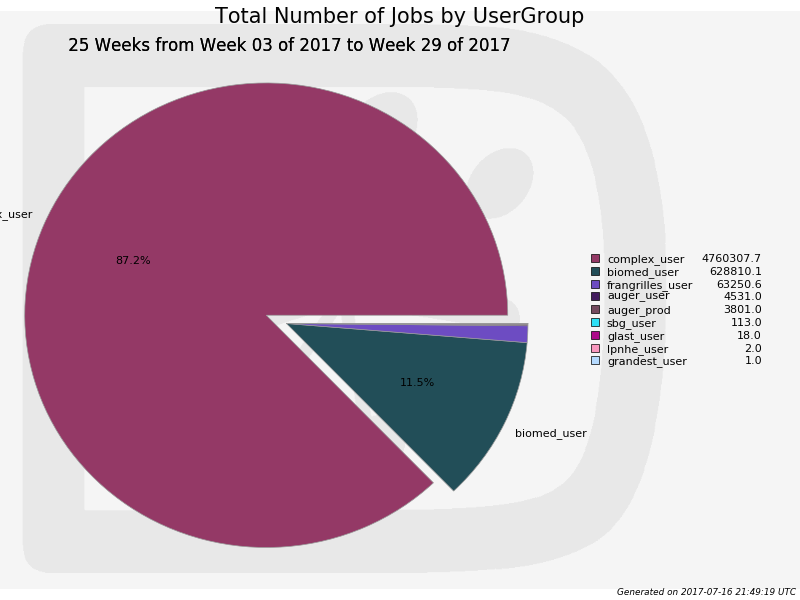 Total Number of Jobs by UserGroup
25 Weeks from Week 03 of 2017 to Week 29 of 2017
x_user
87.2%
11.5%
biomed_user
complex_user 4760307.7
biomed_user 628810.1
frangrilles_user 63250.6
auger_user 4531.0
auger_prod 3801.0
sbg_user 113.0
glast_user 18.0
lpnhe_user 2.0
grandest_user 1.0
Generated on 2017-07-16 21:49:19 UTC